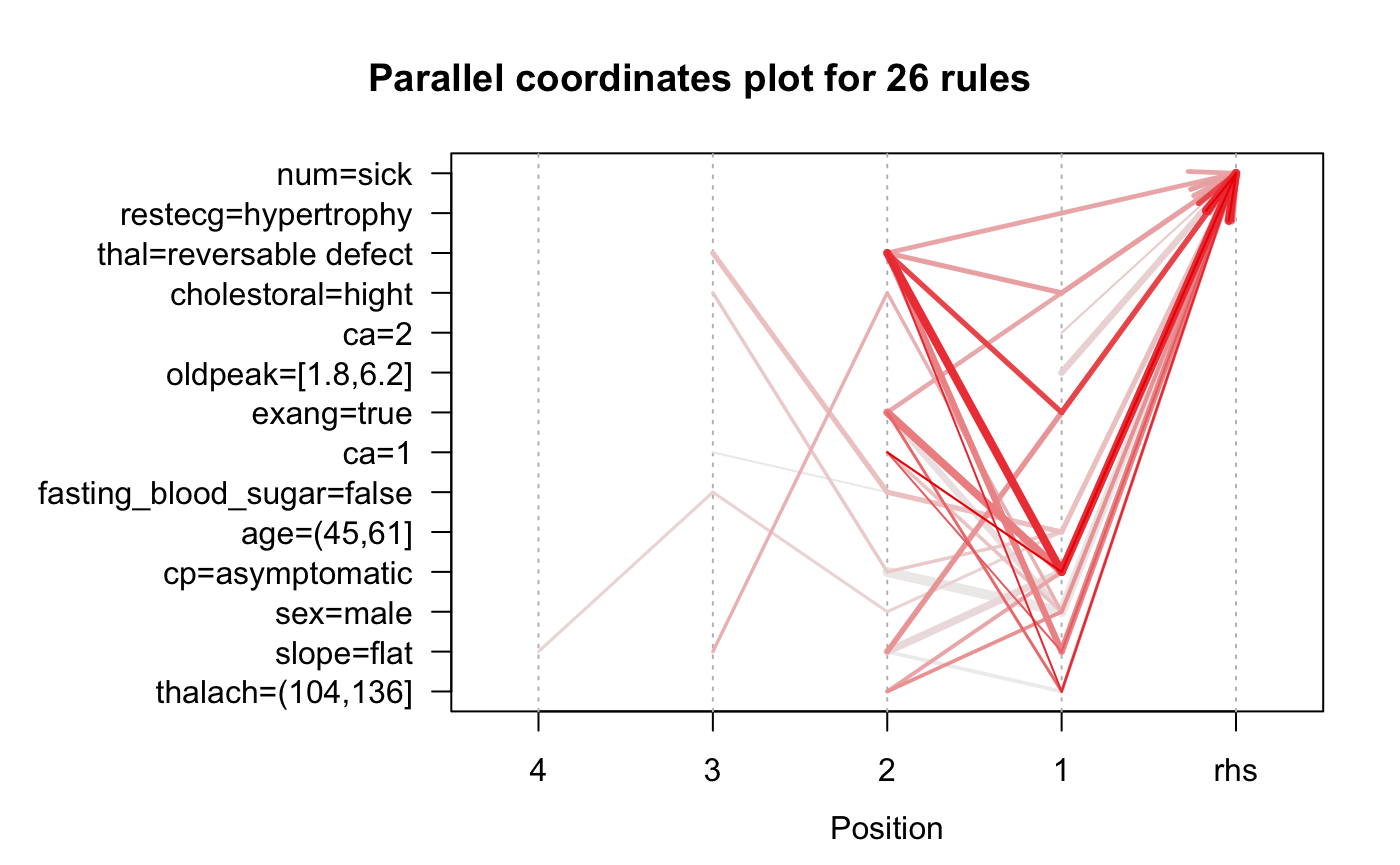 Parallel coordinates plot for 26 rules
num=sick
restecg=hypertrophy
thal=reversable defect
cholestoral=hight
ca=2
oldpeak=[1.8,6.2]
exang=true
ca=1
fasting_blood_sugar=false
age=(45,61]
cp=asymptomatic
sex=male
slope=flat
thalach=(104,136]
4 3 2 1 rhs
Position